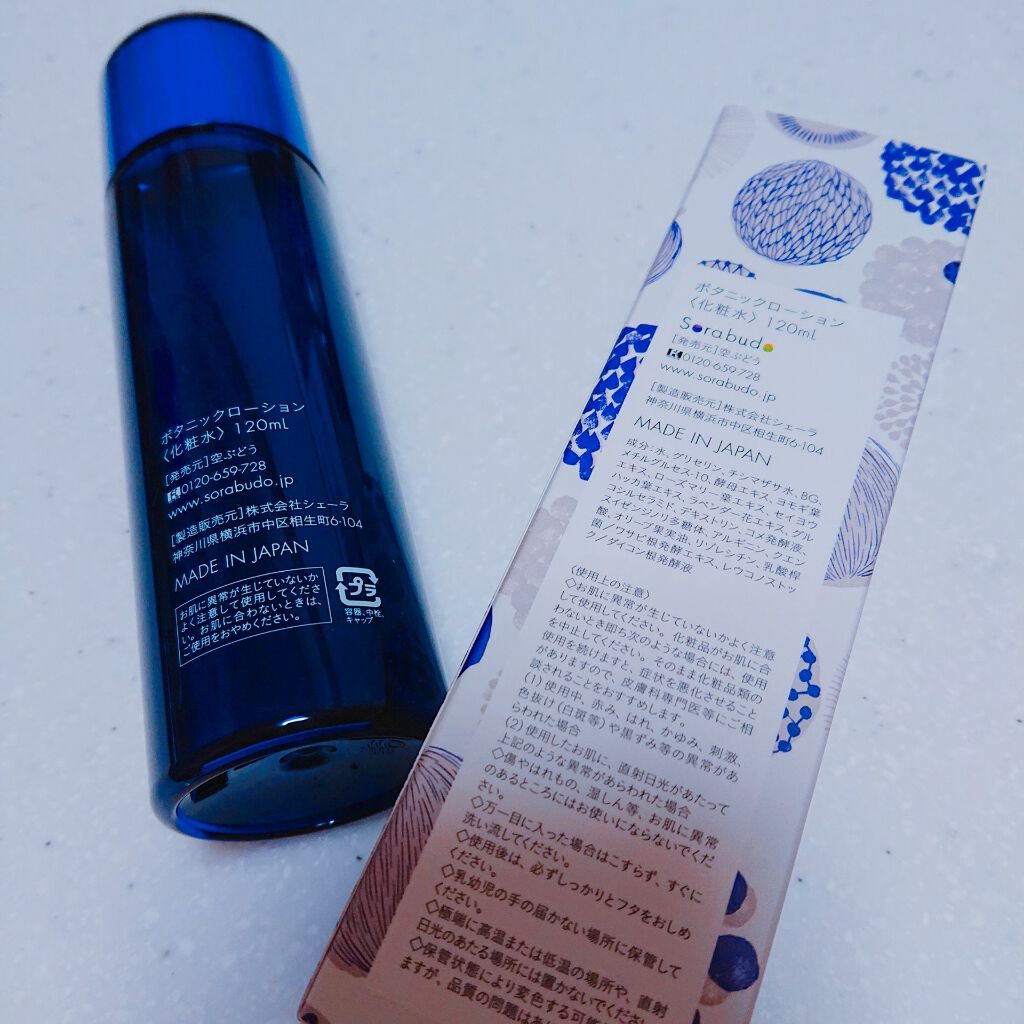 ボタニックローション
〈化粧水〉120mL
[発売元]空ぶどう
0120-659-728
www.sorabudo.jp
[製造販売元]株式会社シェーラ
神奈川県横浜市中区相生町6-104
MADE IN JAPAN
お肌に異常が生じていないか
よく注意して使用してくださ
い。お肌に合わないときは、
ご使用をおやめください。
プラ
容器、中栓、
キャップ
ボタニックローション
〈化粧水〉120mL
Sorabudo
[発売元]空ぶどう
0120-659-728
www.sorabudo.jp
[製造販売元]株式会社シェーラ
神奈川県横浜市中区相生町6-104
MADE IN JAPAN
成分:水、グリセリン、チシマザサ水、BG、
メチルグルセス-10、酵母エキス、ヨモギ葉
エキス、ローズマリー葉エキス、セイヨウ
ハッカ葉エキス、ラベンダー花エキス、グル
コシルセラミド、デキストリン、コメ発酵液、
スイゼンジノリ多糖体、アルギニン、クエン
酸、オリーブ果実油、リゾレシチン、乳酸桿
菌/ワサビ根発酵エキス、レウコノストッ
ク/ダイコン根発酵液
〈使用上の注意〉
◇お肌に異常が生じていないかよく注意
して使用してください。化粧品がお肌に合
わないとき即ち次のような場合には、使用
を中止してください。そのまま化粧品類の
使用を続けますと、症状を悪化させること
がありますので、皮膚科専門医等にご相
談されることをおすすめします。
(1)使用中、赤み、はれ、かゆみ、刺激、
色抜け(白斑等)や黒ずみ等の異常があ
らわれた場合
(2)使用したお肌に、直射日光があたって
上記のような異常があらわれた場合
◇傷やはれもの、湿しん等、お肌に異常
のあるところにはお使いにならないでくだ
さい。
◇万一目に入った場合はこすらず、すぐに
洗い流してください。
◇使用後は、必ずしっかりとフタをおしめ
ください。
◇乳幼児の手の届かない場所に保管して
ください。
◇極端に高温または低温の場所や、直射
日光のあたる場所には置かないでください。
◇保管状態により変色する可能
ますが、品質の問題はあ